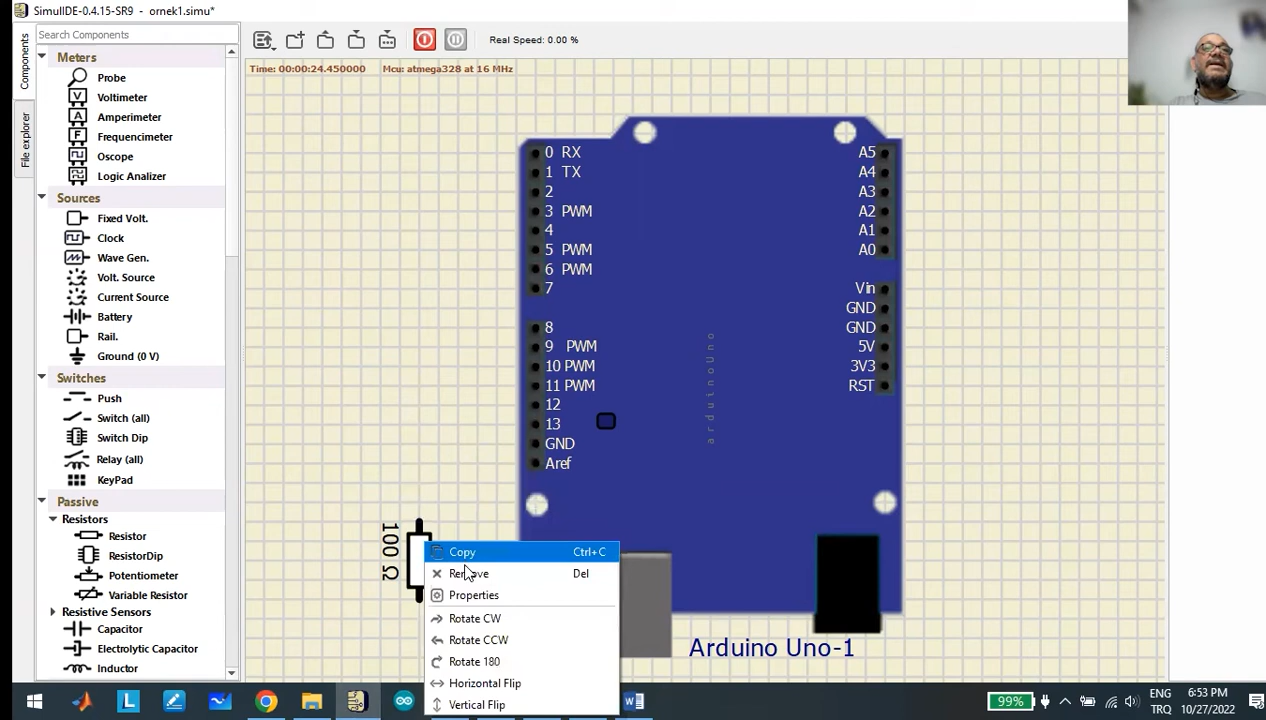 SimulIDE-0.4.15-SR9 - ornek1.simu*
Components
File explorer
Search Components
Meters
Probe
Voltimeter
Amperimeter
Frequencimeter
Oscope
Logic Analizer
Sources
Fixed Volt.
Clock
Wave Gen.
Volt. Source
Current Source
Battery
Rail.
Ground (0 V)
Switches
Push
Switch (all)
Switch Dip
Relay (all)
KeyPad
Passive
Resistors
Resistor
ResistorDip
Potentiometer
Variable Resistor
Resistive Sensors
Capacitor
Electrolytic Capacitor
Inductor
Real Speed: 0.00 %
Time: 00:00:24.450000 Mcu: atmega328 at 16 MHz
0 RX
1 TX
2
3 PWM
4
5 PWM
6 PWM
7
8
9 PWM
10 PWM
11 PWM
12
13
GND
Aref
arduinoUno
A5
A4
A3
A2
A1
A0
Vin
GND
GND
5V
3V3
RST
Arduino Uno-1
100 Ω
Copy Ctrl+C
Remove Del
Properties
Rotate CW
Rotate CCW
Rotate 180
Horizontal Flip
Vertical Flip
99%
ENG
TRQ
6:53 PM
10/27/2022